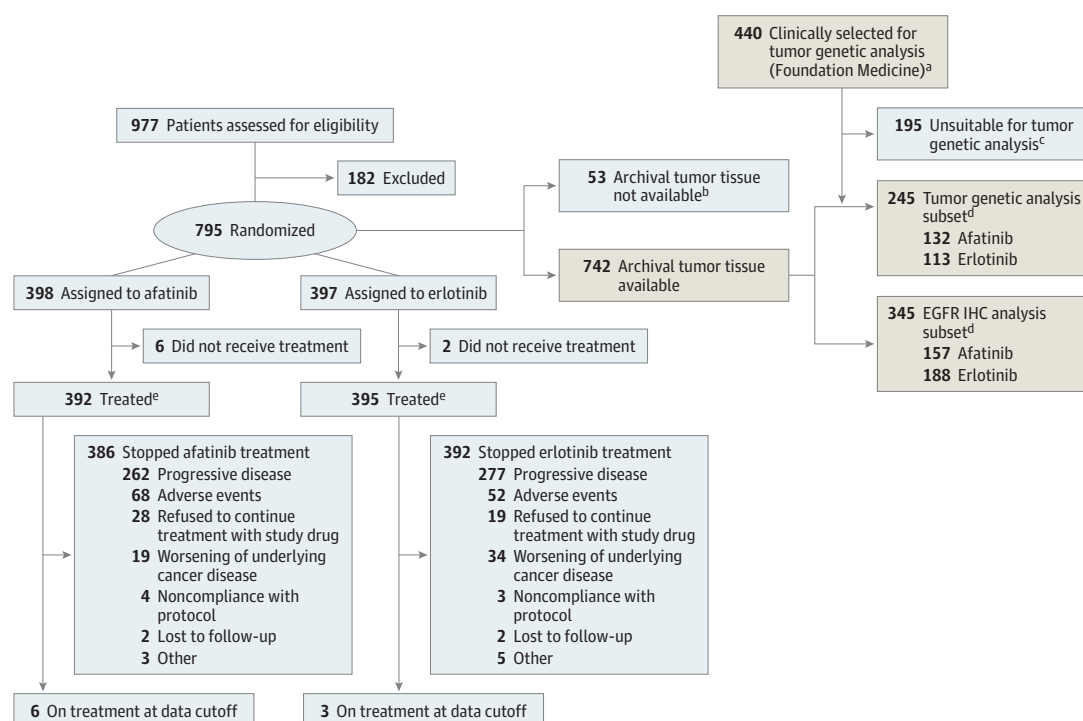 440 Clinically selected for
tumor genetic analysis
(Foundation Medicine)a
977 Patients assessed for eligibility
195 Unsuitable for tumor
genetic analysisc
182 Excluded
53 Archival tumor tissue
not availableb
245 Tumor genetic analysis
subsetd
132 Afatinib
113 Erlotinib
795 Randomized
742 Archival tumor tissue
available
398 Assigned to afatinib
397 Assigned to erlotinib
345 EGFR IHC analysis
subsetd
157 Afatinib
188 Erlotinib
6 Did not receive treatment
2 Did not receive treatment
392 Treatede
395 Treatede
386 Stopped afatinib treatment
262 Progressive disease
68 Adverse events
28 Refused to continue
treatment with study drug
19 Worsening of underlying
cancer disease
4 Noncompliance with
protocol
2 Lost to follow-up
3 Other
392 Stopped erlotinib treatment
277 Progressive disease
52 Adverse events
19 Refused to continue
treatment with study drug
34 Worsening of underlying
cancer disease
3 Noncompliance with
protocol
2 Lost to follow-up
5 Other
6 On treatment at data cutoff
3 On treatment at data cutoff